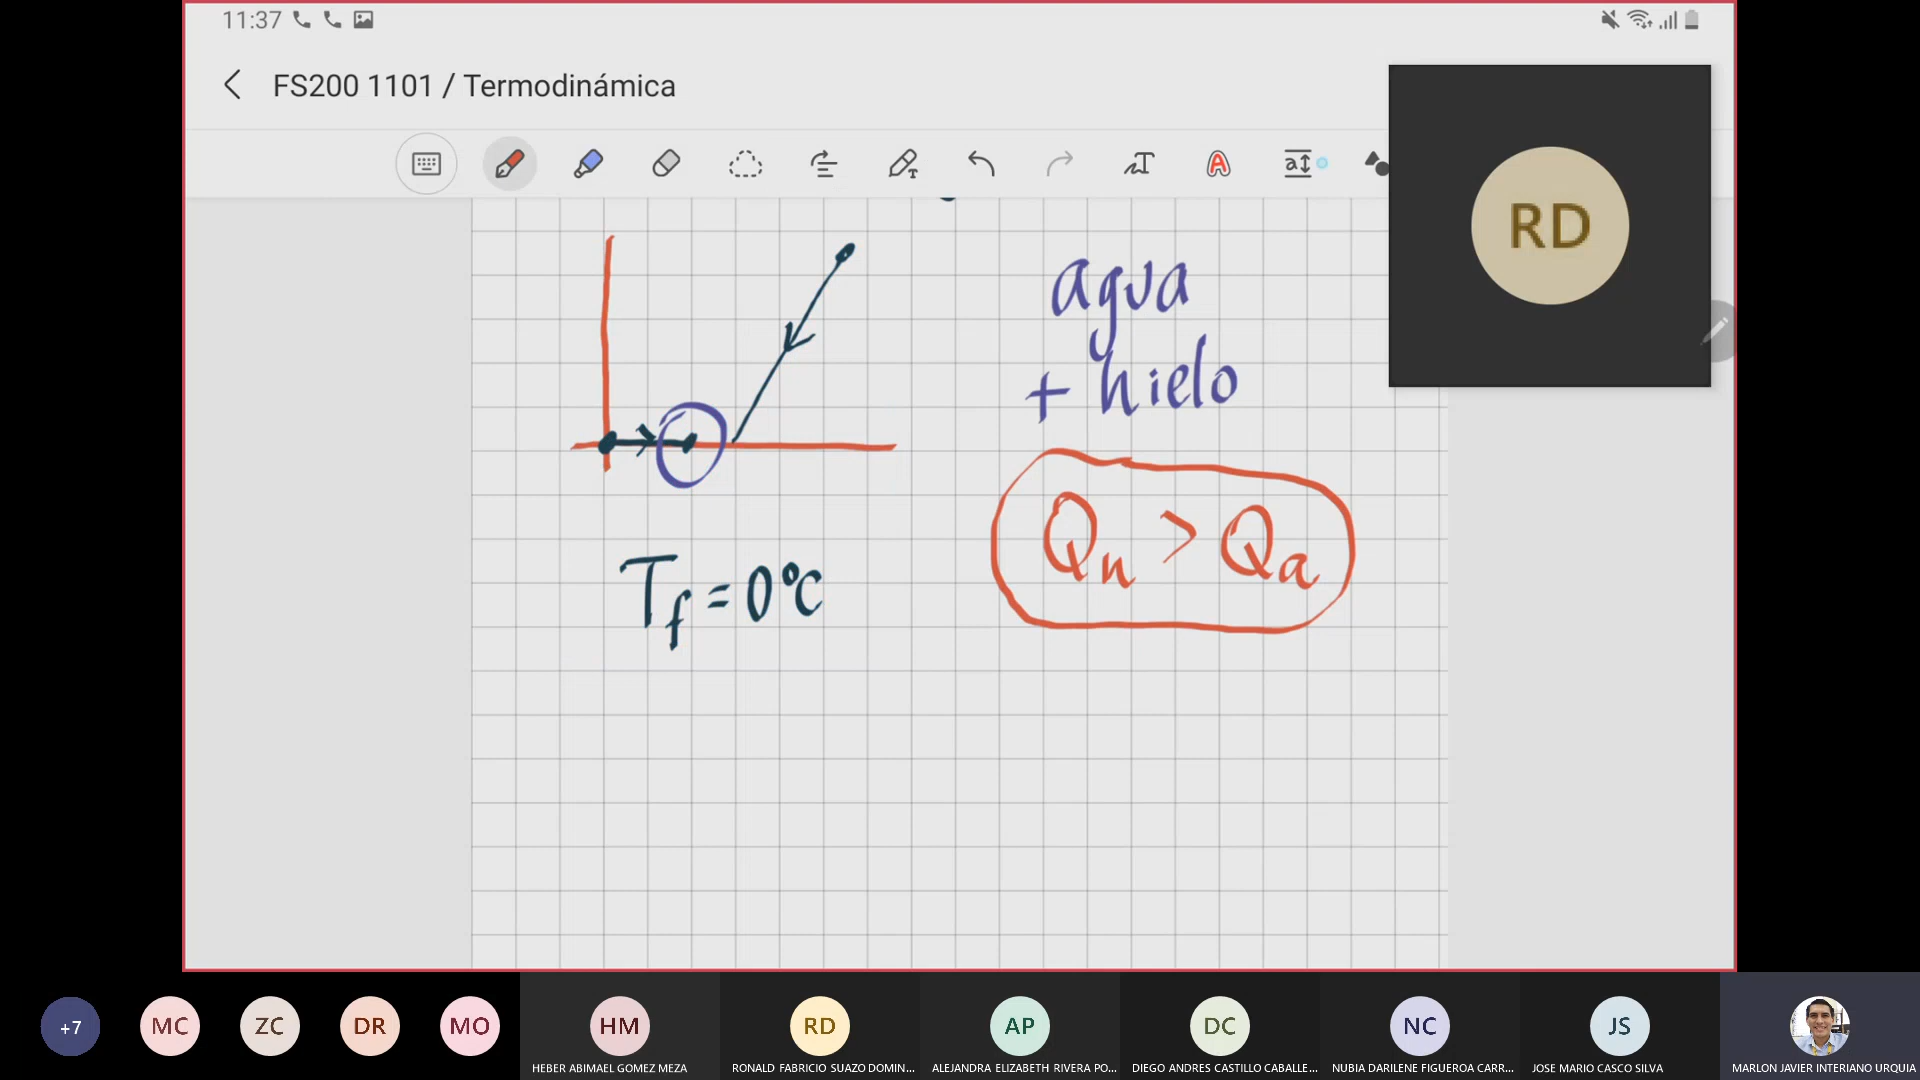 11:37
FS200 1101 / Termodinámica
RD
agua
+ hielo
Qh > Qa
Tf = 0°C
+7
MC
ZC
DR
MO
HM
RD
AP
DC
NC
JS
HEBER ABIMAEL GOMEZ MEZA
RONALD FABRICIO SUAZO DOMIN...
ALEJANDRA ELIZABETH RIVERA PO...
DIEGO ANDRES CASTILLO CABALLE...
NUBIA DARILENE FIGUEROA CARR...
JOSE MARIO CASCO SILVA
MARLON JAVIER INTERIANO URQUIA